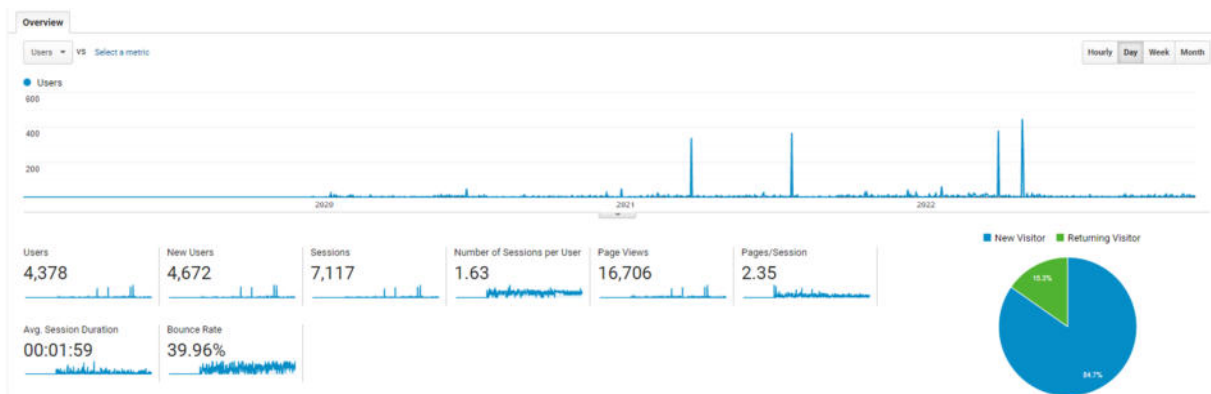 Overview
Users VS Select a metric
Hourly Day Week Month
Users
600
400
200
2020 2021 2022
New Visitor Returning Visitor
Users New Users Sessions Number of Sessions per User Page Views Pages/Session
4,378 4,672 7,117 1.63 16,706 2.35
15.3%
Avg. Session Duration Bounce Rate
00:01:59 39.96%
84.7%